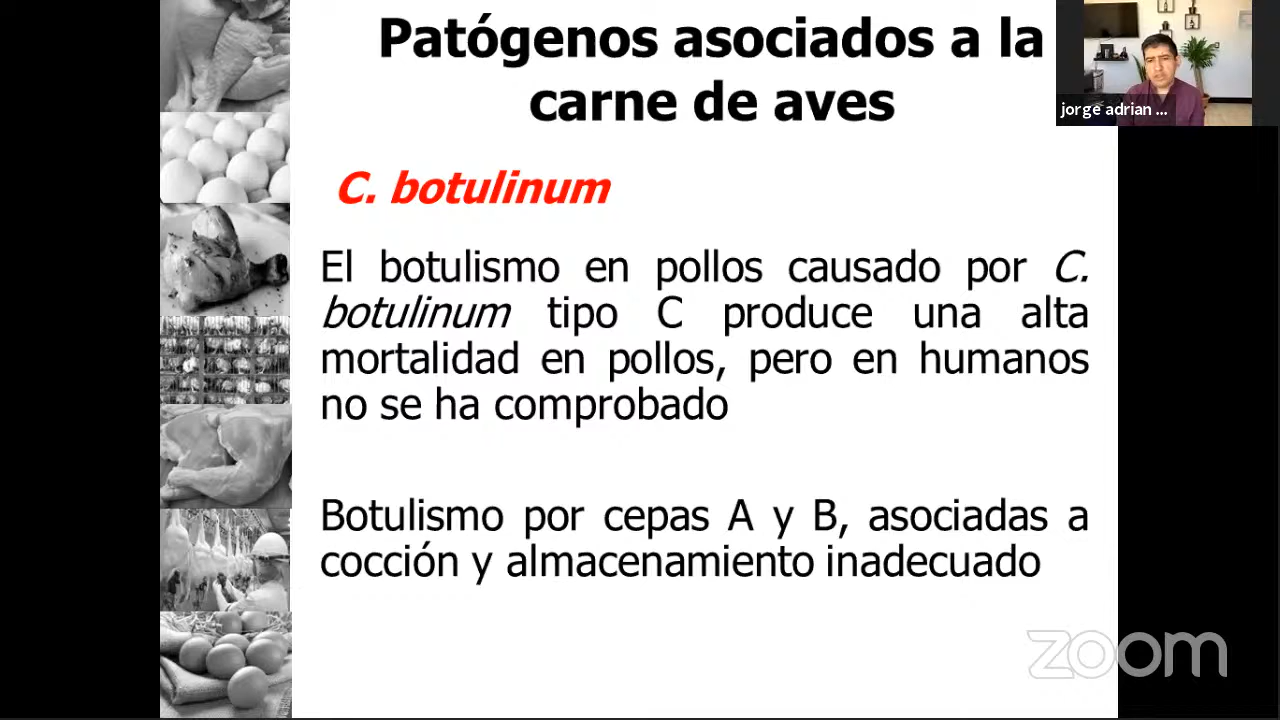 Patógenos asociados a la
carne de aves
jorge adrian ...
C. botulinum
El botulismo en pollos causado por C.
botulinum tipo C produce una alta
mortalidad en pollos, pero en humanos
no se ha comprobado
Botulismo por cepas A y B, asociadas a
cocción y almacenamiento inadecuado
zoom